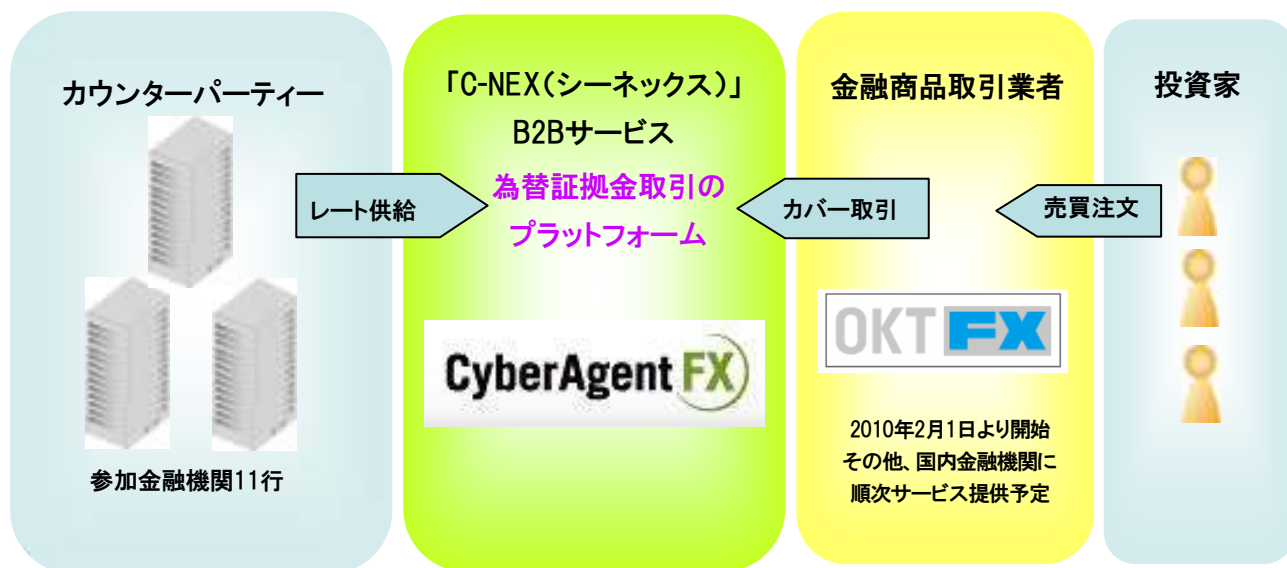 カウンターパーティー
参加金融機関11行
レート供給
「C-NEX(シーネックス)」
B2Bサービス
為替証拠金取引の
プラットフォーム
CyberAgent FX
カバー取引
金融商品取引業者
OKT FX
2010年2月1日より開始
その他、国内金融機関に
順次サービス提供予定
売買注文
投資家